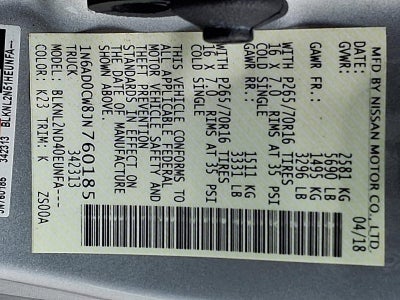 MFD BY NISSAN MOTOR CO., LTD.
DATE: 04/18
GVWR: 2581 KG
5690 LB
GAWR FR.: 1495 KG
3296 LB
WITH P265/70R16 TIRES
16 X 7.0 RIMS AT 35 PSI
COLD SINGLE
GAWR 1511 KG
3331 LB
WITH P265/70R16 TIRES
16 X 7.0 RIMS AT 35 PSI
COLD SINGLE
THIS VEHICLE CONFORMS TO
ALL APPLICABLE FEDERAL
MOTOR VEHICLE SAFETY AND
THEFT PREVENTION
STANDARDS IN EFFECT ON
THE DATE OF MANUFACTURE
SHOWN ABOVE.
1N6AD0CW8JN760185
TRUCK 342313
MODEL: BLKNL2ND40EUNFA---
COLOR: K23 TRIM: K 2S00A
342313 BLKNL2N57HEUNFA---